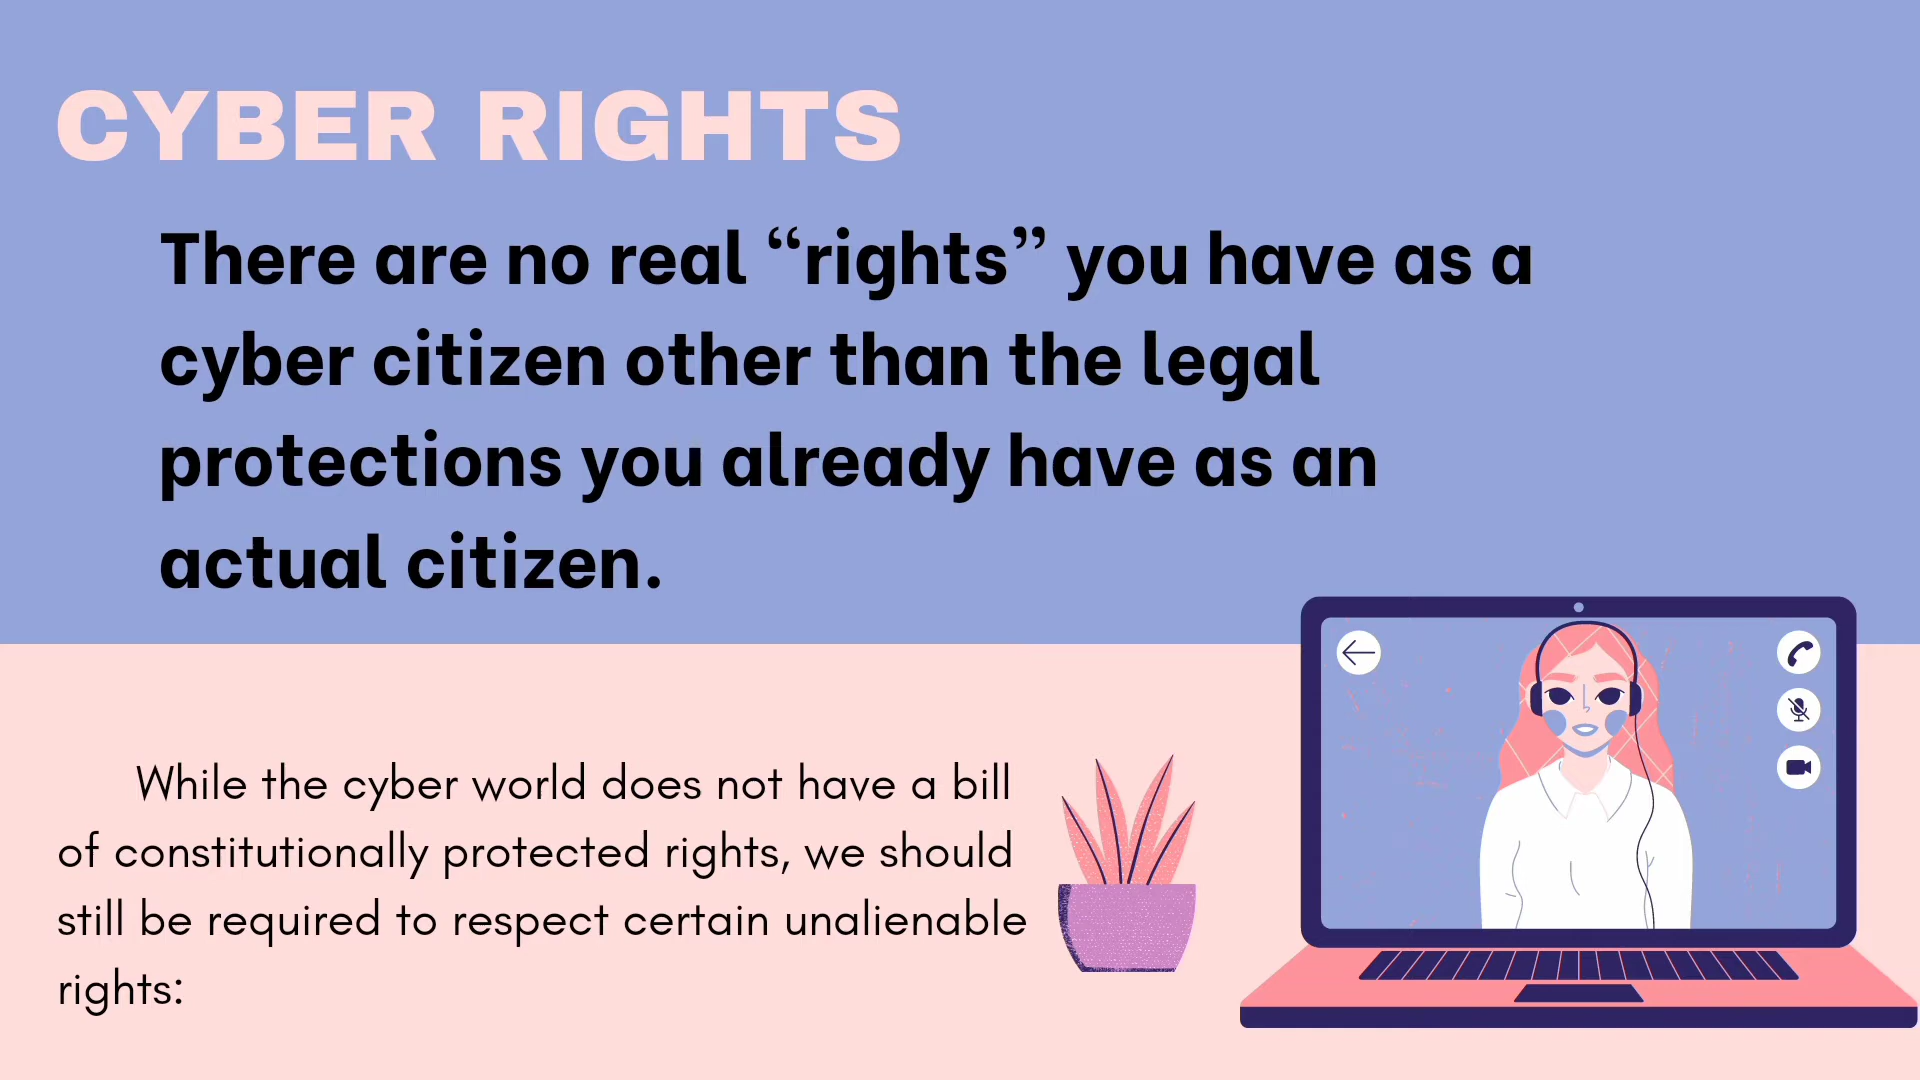 CYBER RIGHTS
There are no real “rights” you have as a
cyber citizen other than the legal
protections you already have as an
actual citizen.
While the cyber world does not have a bill
of constitutionally protected rights, we should
still be required to respect certain unalienable
rights: